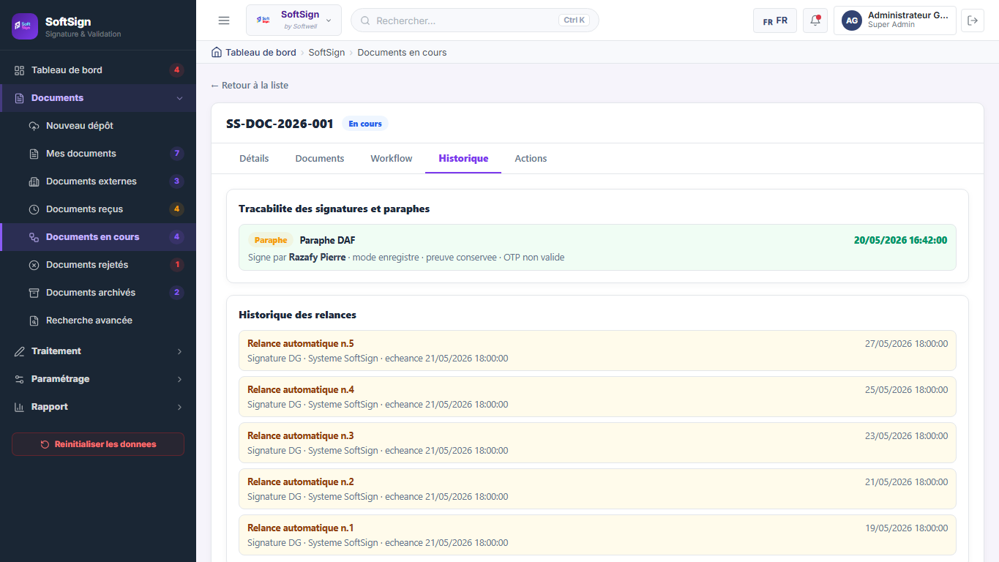 SoftSign
Signature & Validation
Tableau de bord 4
Documents
Nouveau dépôt
Mes documents 7
Documents externes 3
Documents reçus 4
Documents en cours 4
Documents rejetés 1
Documents archivés 2
Recherche avancée
Traitement
Paramétrage
Rapport
Reinitialiser les donnees
Soft Sign
SoftSign
by Softwell
Rechercher...
Ctrl K
FR FR
AG
Administrateur G...
Super Admin
Tableau de bord › SoftSign › Documents en cours
← Retour à la liste
SS-DOC-2026-001 En cours
Détails Documents Workflow Historique Actions
Tracabilite des signatures et paraphes
Paraphe Paraphe DAF 20/05/2026 16:42:00
Signe par Razafy Pierre · mode enregistre · preuve conservee · OTP non valide
Historique des relances
Relance automatique n.5 27/05/2026 18:00:00
Signature DG · Systeme SoftSign · echeance 21/05/2026 18:00:00
Relance automatique n.4 25/05/2026 18:00:00
Signature DG · Systeme SoftSign · echeance 21/05/2026 18:00:00
Relance automatique n.3 23/05/2026 18:00:00
Signature DG · Systeme SoftSign · echeance 21/05/2026 18:00:00
Relance automatique n.2 21/05/2026 18:00:00
Signature DG · Systeme SoftSign · echeance 21/05/2026 18:00:00
Relance automatique n.1 19/05/2026 18:00:00
Signature DG · Systeme SoftSign · echeance 21/05/2026 18:00:00